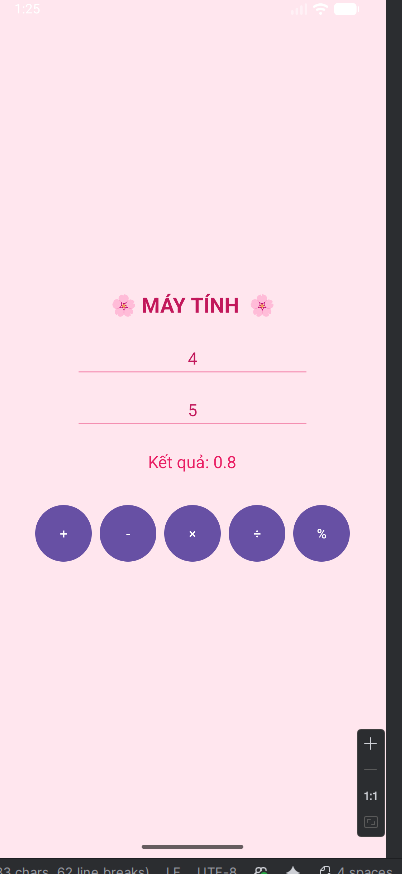 1:25
🌸 MÁY TÍNH 🌸
4
5
Kết quả: 0.8
+ - × ÷ %
1:1
33 chars, 62 line breaks) LF UTF-8 4 spaces